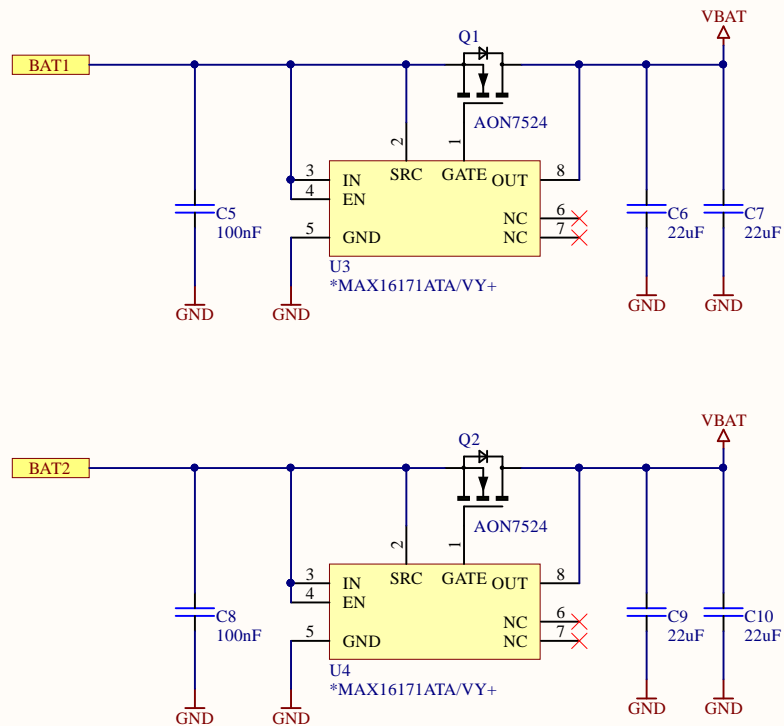 VBAT
Q1
BAT1
AON7524
2
1
3
IN
SRC
GATE
OUT
8
4
EN
NC
6
C5
100nF
C6
22uF
C7
22uF
5
GND
NC
7
U3
*MAX16171ATA/VY+
GND
GND
GND
GND
VBAT
Q2
BAT2
AON7524
2
1
3
IN
SRC
GATE
OUT
8
4
EN
NC
6
C8
100nF
C9
22uF
C10
22uF
5
GND
NC
7
U4
*MAX16171ATA/VY+
GND
GND
GND
GND